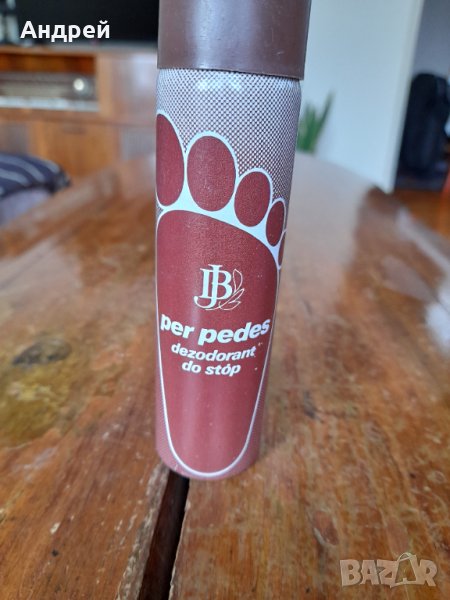 Андрей
JB
per pedes
dezodorant
do stóp
BAZAR